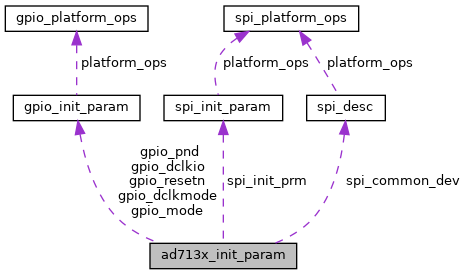 gpio_platform_ops
spi_platform_ops
platform_ops
platform_ops
platform_ops
gpio_init_param
spi_init_param
spi_desc
gpio_pnd
gpio_dclkio
gpio_resetn
gpio_dclkmode
gpio_mode
spi_init_prm
spi_common_dev
ad713x_init_param